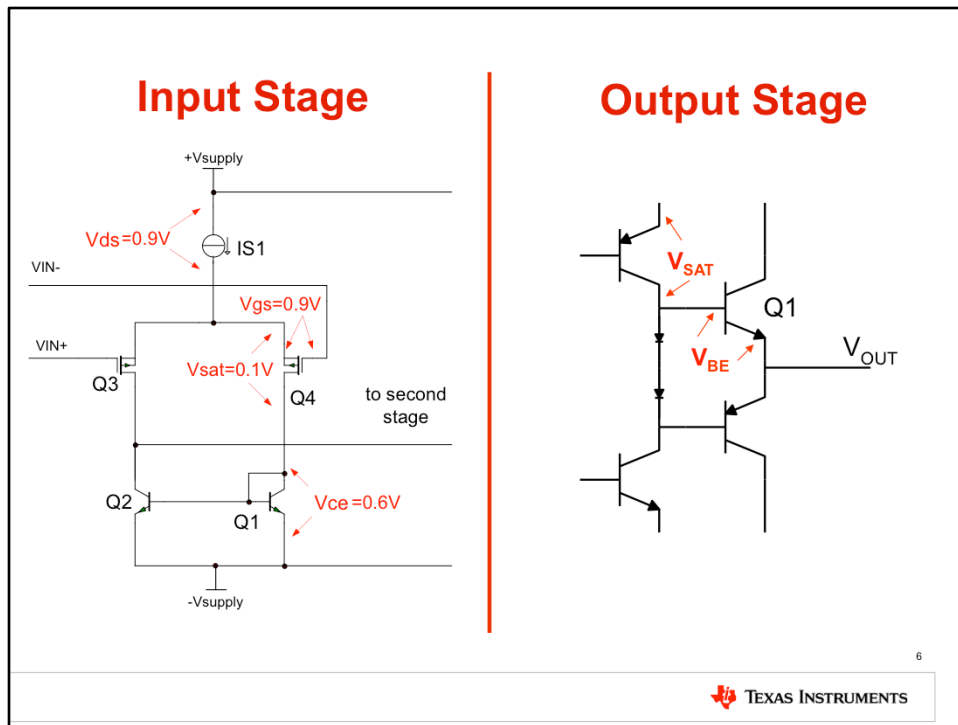 Input Stage
Output Stage
+Vsupply
Vds=0.9V
IS1
VIN-
Vgs=0.9V
VIN+
Vsat=0.1V
Q3
Q4
to second
stage
Q2
Q1
Vce=0.6V
-Vsupply
VSAT
Q1
VBE
VOUT
6
TEXAS INSTRUMENTS